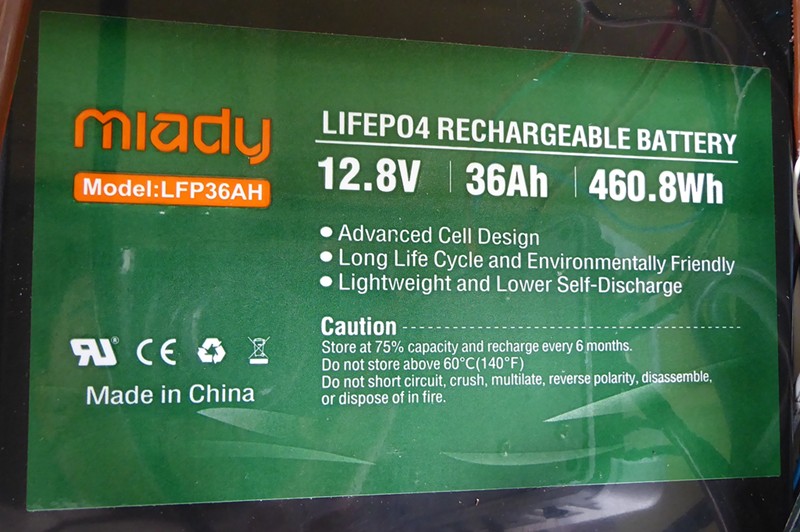 mıady
Model:LFP36AH
LIFEPO4 RECHARGEABLE BATTERY
12.8V | 36Ah | 460.8Wh
• Advanced Cell Design
• Long Life Cycle and Environmentally Friendly
• Lightweight and Lower Self-Discharge
Caution
Store at 75% capacity and recharge every 6 months.
Do not store above 60°C(140°F)
Do not short circuit, crush, multilate, reverse polarity, disassemble,
or dispose of in fire.
RU® CE
Made in China